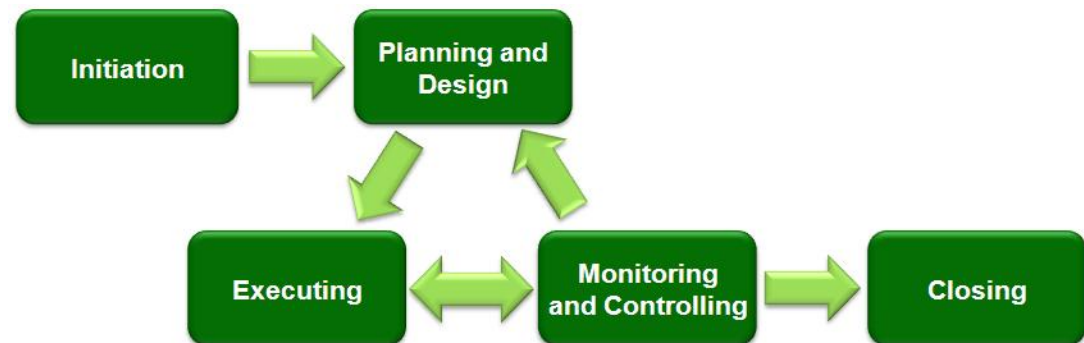 Initiation
Planning and
Design
Executing
Monitoring
and Controlling
Closing